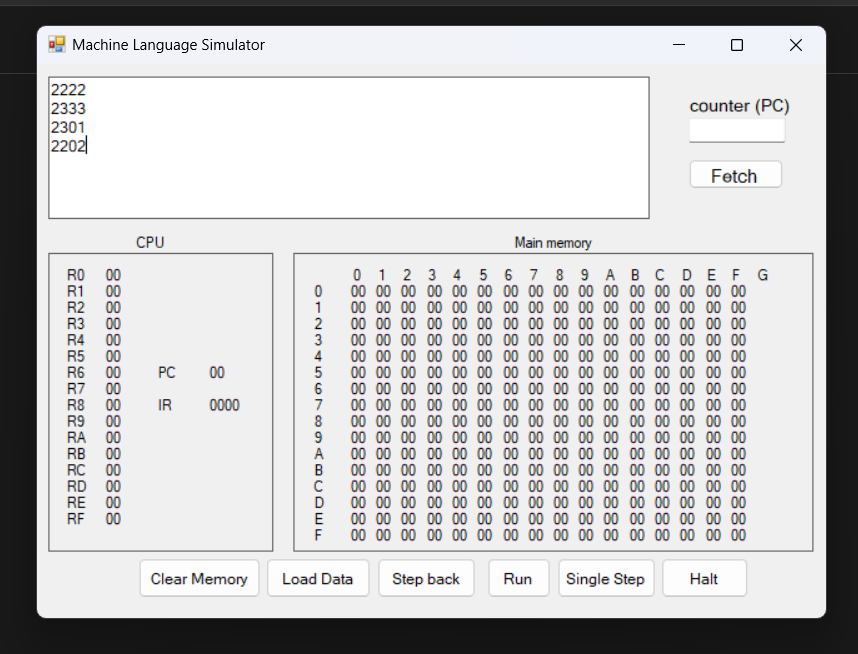 Machine Language Simulator
2222
2333
2301
2202
counter (PC)
Fetch
CPU
Main memory
R0 00
R1 00
R2 00
R3 00
R4 00
R5 00
R6 00 PC 00
R7 00
R8 00 IR 0000
R9 00
RA 00
RB 00
RC 00
RD 00
RE 00
RF 00
0 1 2 3 4 5 6 7 8 9 A B C D E F G
0 00 00 00 00 00 00 00 00 00 00 00 00 00 00 00 00
1 00 00 00 00 00 00 00 00 00 00 00 00 00 00 00 00
2 00 00 00 00 00 00 00 00 00 00 00 00 00 00 00 00
3 00 00 00 00 00 00 00 00 00 00 00 00 00 00 00 00
4 00 00 00 00 00 00 00 00 00 00 00 00 00 00 00 00
5 00 00 00 00 00 00 00 00 00 00 00 00 00 00 00 00
6 00 00 00 00 00 00 00 00 00 00 00 00 00 00 00 00
7 00 00 00 00 00 00 00 00 00 00 00 00 00 00 00 00
8 00 00 00 00 00 00 00 00 00 00 00 00 00 00 00 00
9 00 00 00 00 00 00 00 00 00 00 00 00 00 00 00 00
A 00 00 00 00 00 00 00 00 00 00 00 00 00 00 00 00
B 00 00 00 00 00 00 00 00 00 00 00 00 00 00 00 00
C 00 00 00 00 00 00 00 00 00 00 00 00 00 00 00 00
D 00 00 00 00 00 00 00 00 00 00 00 00 00 00 00 00
E 00 00 00 00 00 00 00 00 00 00 00 00 00 00 00 00
F 00 00 00 00 00 00 00 00 00 00 00 00 00 00 00 00
Clear Memory Load Data Step back Run Single Step Halt